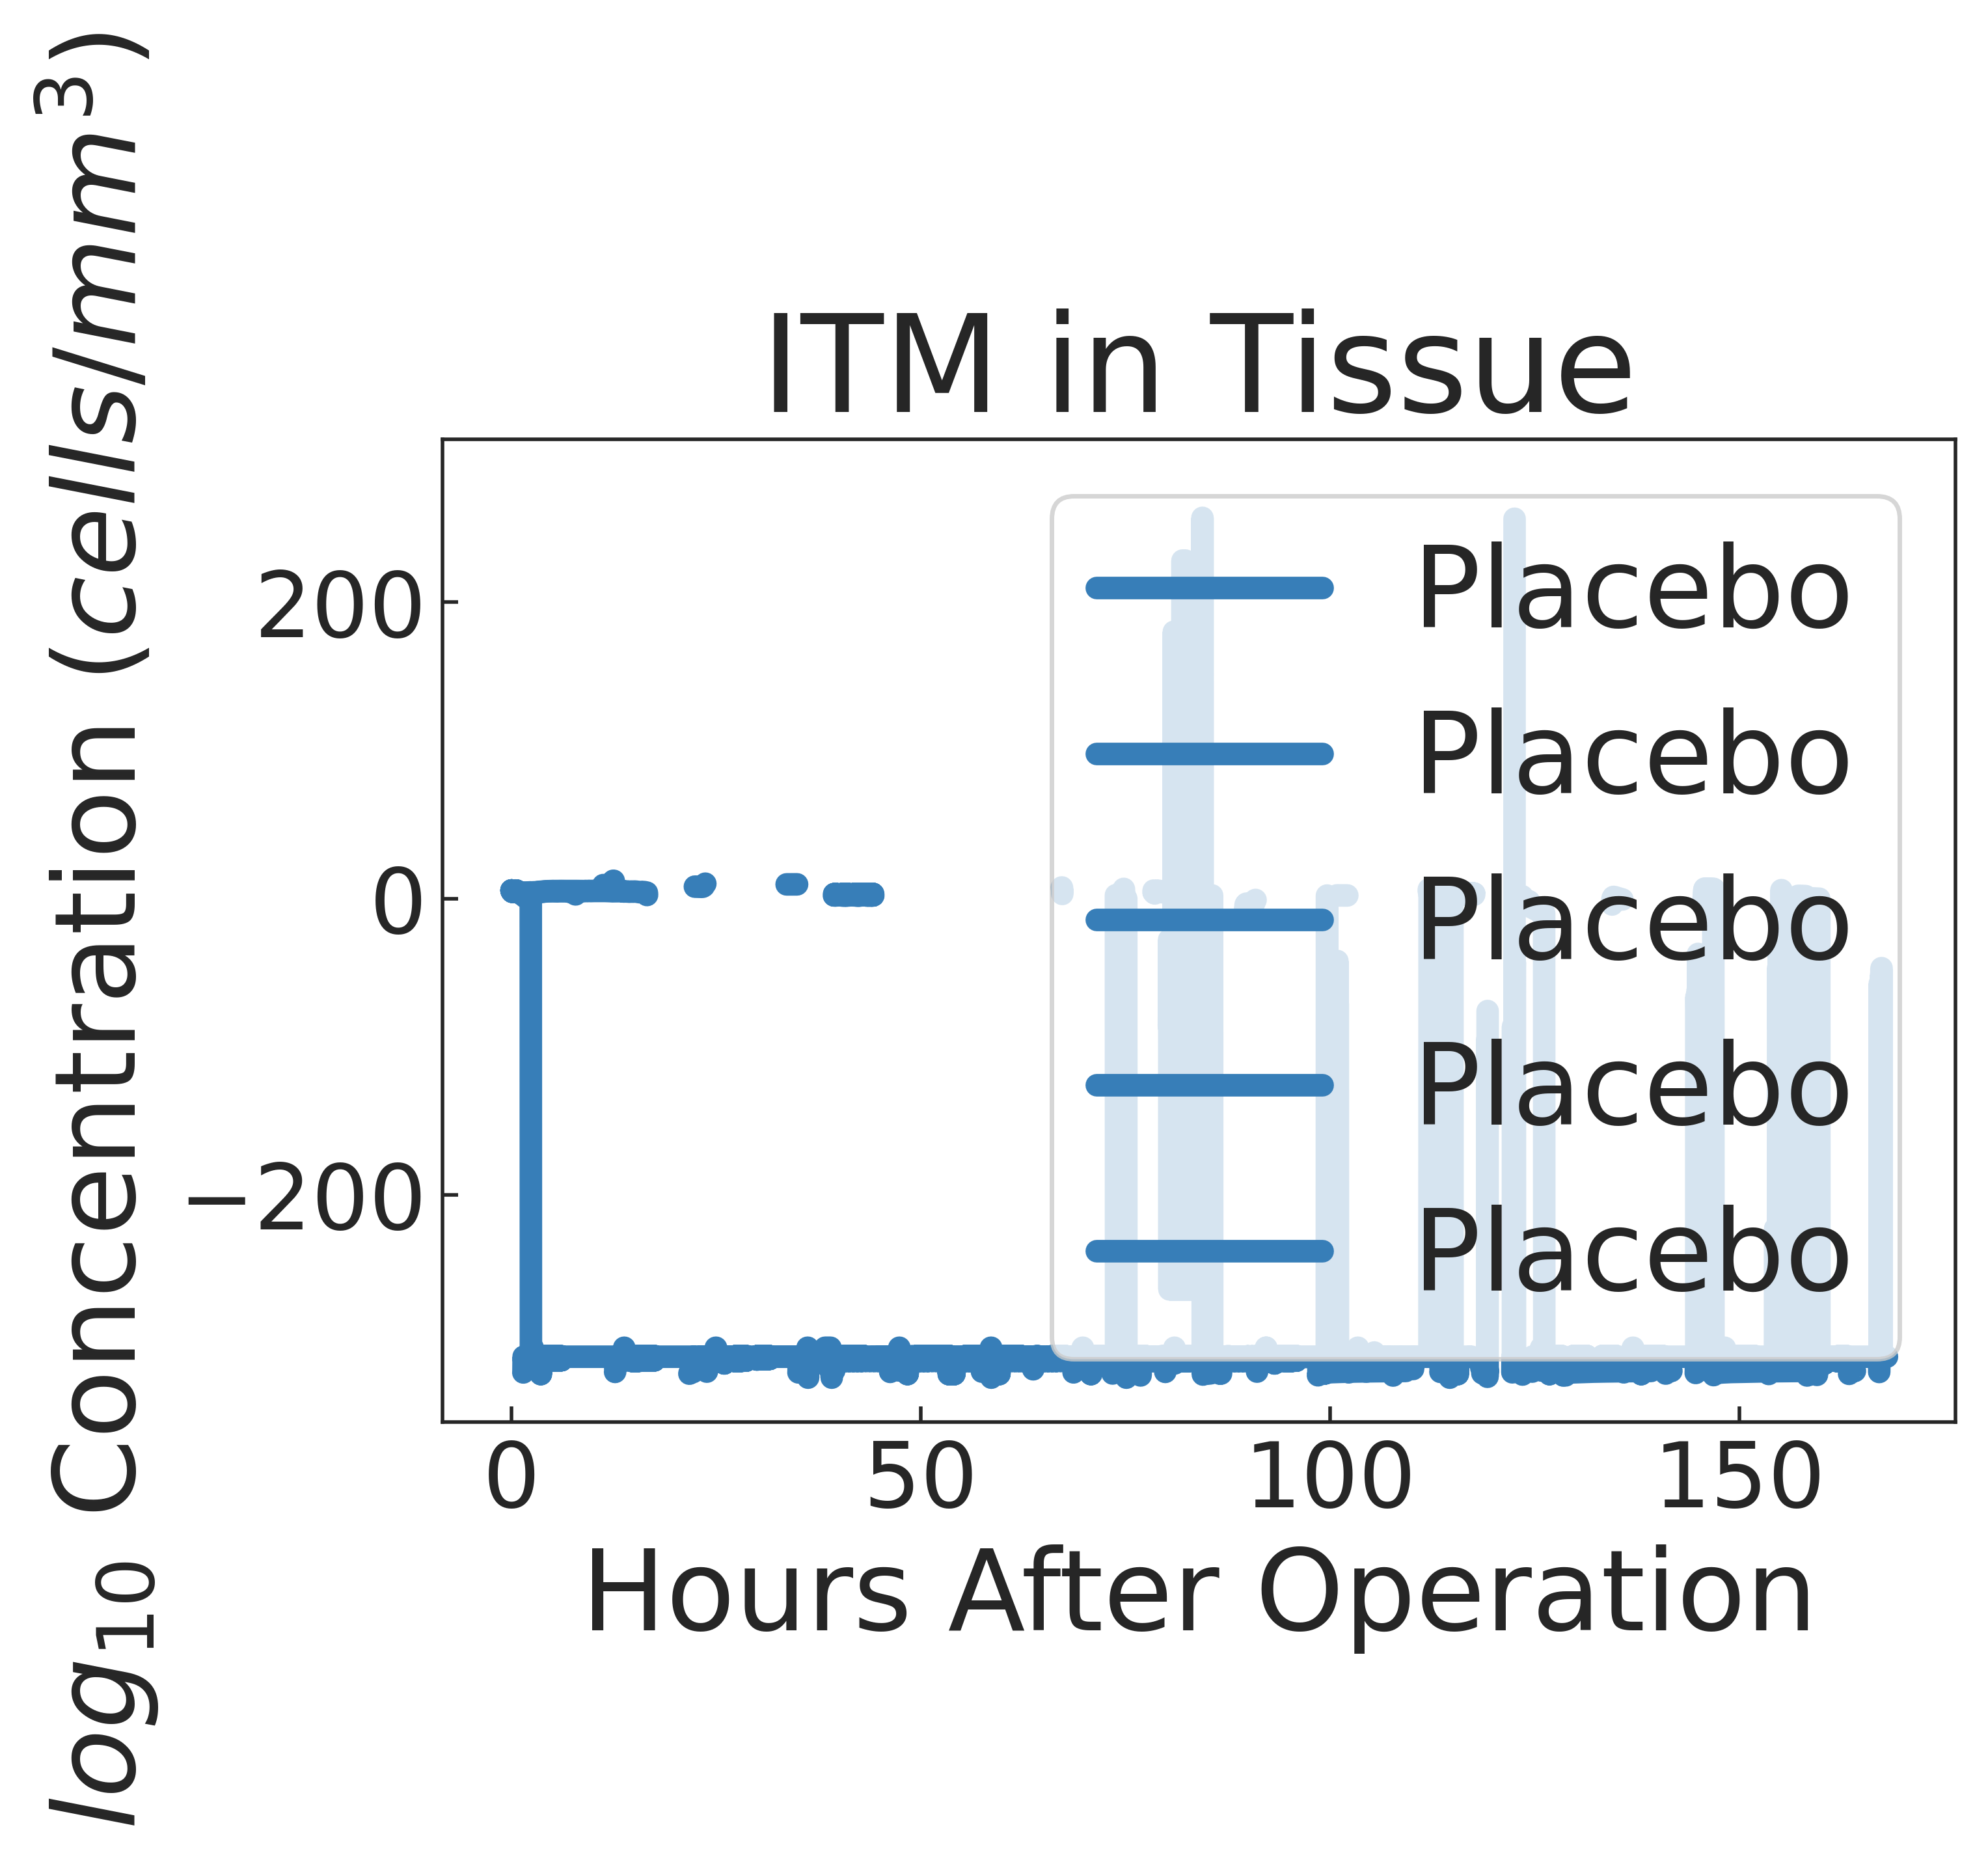 ITM in Tissue
log10 Concentration (cells/mm3)
200
0
−200
Placebo
Placebo
Placebo
Placebo
Placebo
0 50 100 150
Hours After Operation